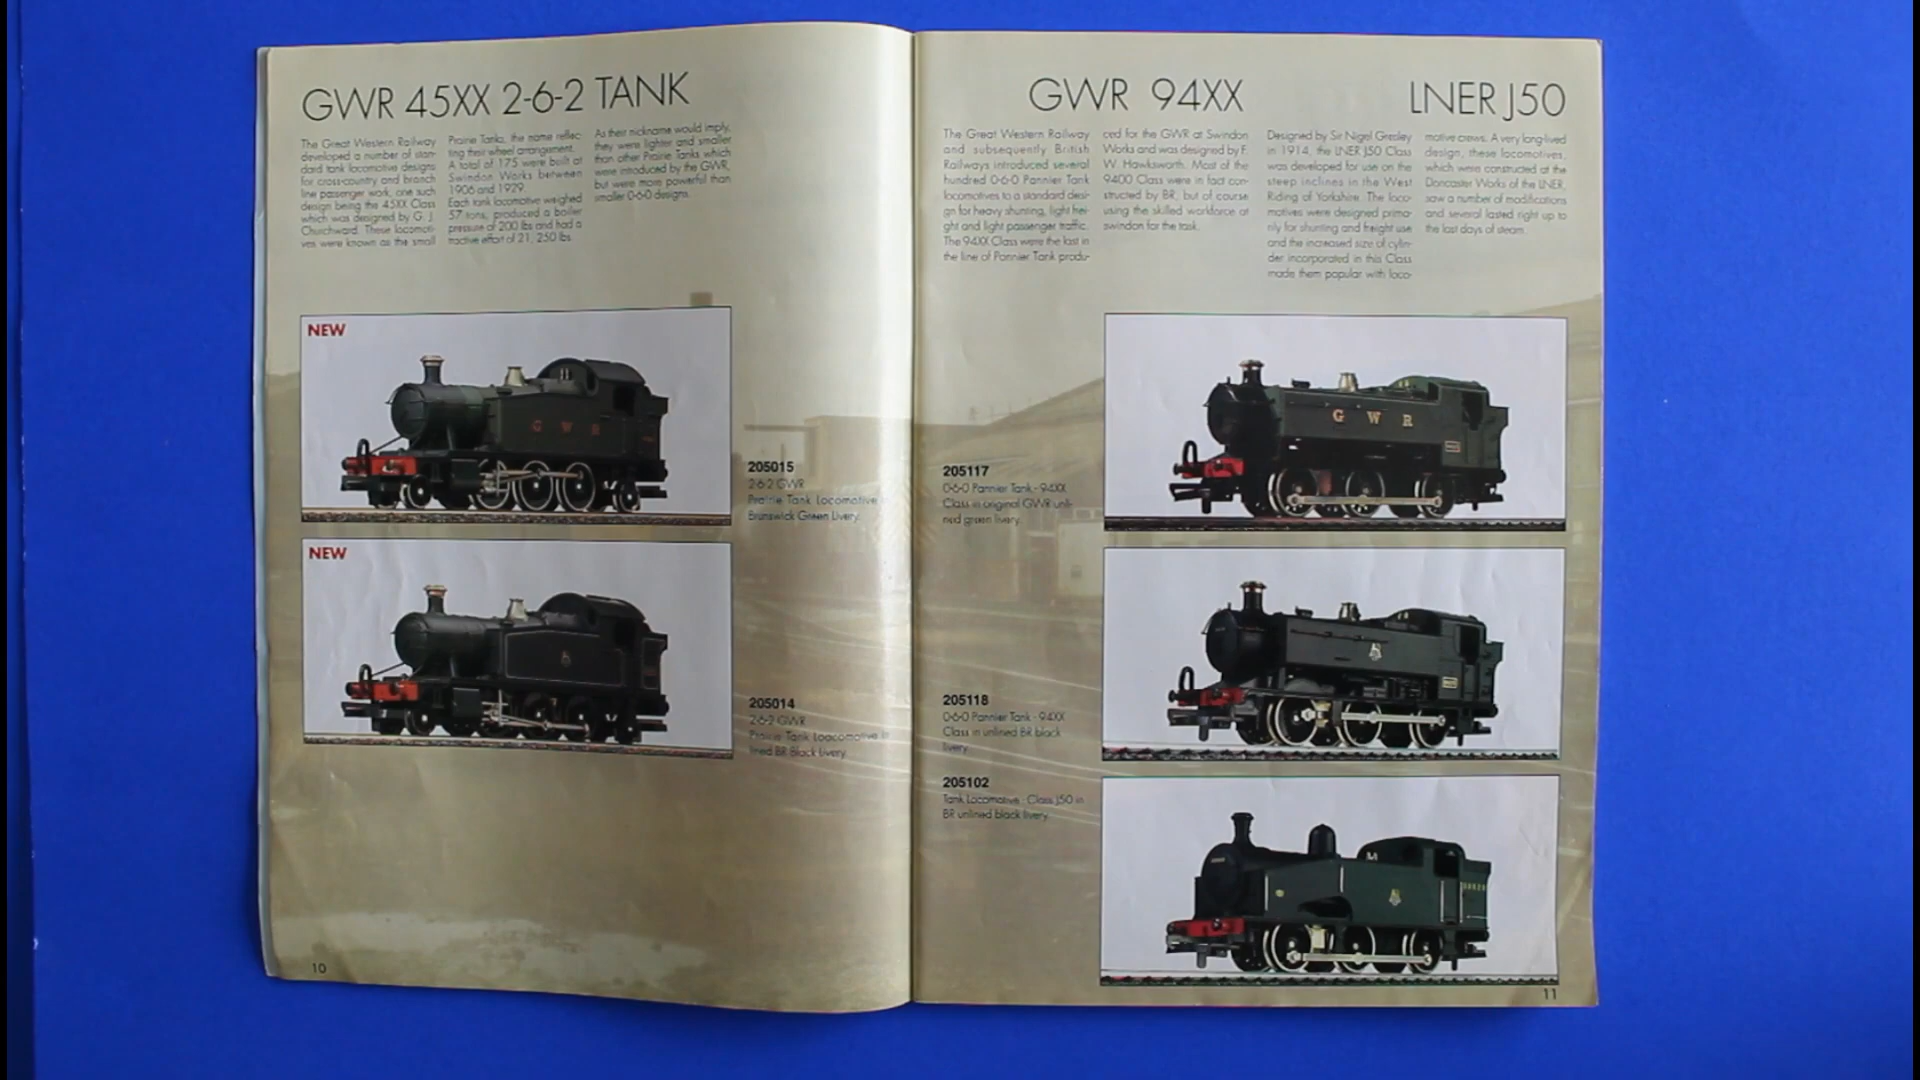 GWR 45XX 2-6-2 TANK
The Great Western Railway
developed a number of stan-
dard tank locomotive designs
for cross-country and branch
line passenger work, one such
design being the 45XX Class
which was designed by G. J.
Churchward. These locomoti-
ves were known as the small
Prairie Tanks, the name reflec-
ting their wheel arrangement.
A total of 175 were built at
Swindon Works between
1906 and 1929.
Each tank locomotive weighed
57 tons, produced a boiler
pressure of 200 lbs and had a
tractive effort of 21, 250 lbs.
As their nickname would imply,
they were lighter and smaller
than other Prairie Tanks which
were introduced by the GWR,
but were more powerful than
smaller 0-6-0 designs.
NEW
G W R
205015
2-6-2 GWR
Prairie Tank Locomotive
Brunswick Green Livery.
NEW
205014
2-6-2 GWR
Prairie Tank Loocomotive
lined BR Black livery.
10
GWR 94XX
The Great Western Railway
and subsequently British
Railways introduced several
hundred 0-6-0 Pannier Tank
locomotives to a standard desi-
gn for heavy shunting, light frei-
ght and light passenger traffic.
The 94XX Class were the last in
the line of Pannier Tank produ-
ced for the GWR at Swindon
Works and was designed by F.
W. Hawksworth. Most of the
9400 Class were in fact con-
structed by BR, but of course
using the skilled workforce at
swindon for the task.
LNER J50
Designed by Sir Nigel Gresley
in 1914, the LNER J50 Class
was developed for use on the
steep inclines in the West
Riding of Yorkshire. The loco-
motives were designed prima-
rily for shunting and freight use
and the increased size of cylin-
der incorporated in this Class
made them popular with loco-
motive crews. A very long-lived
design, these locomotives,
which were constructed at the
Doncaster Works of the LNER,
saw a number of modifications
and several lasted right up to
the last days of steam.
205117
0-6-0 Pannier Tank - 94XX
Class in original GWR unli-
ned green livery.
G W R
205118
0-6-0 Pannier Tank - 94XX
Class in unlined BR black
livery.
205102
Tank Locomotive - Class J50 in
BR unlined black livery.
11